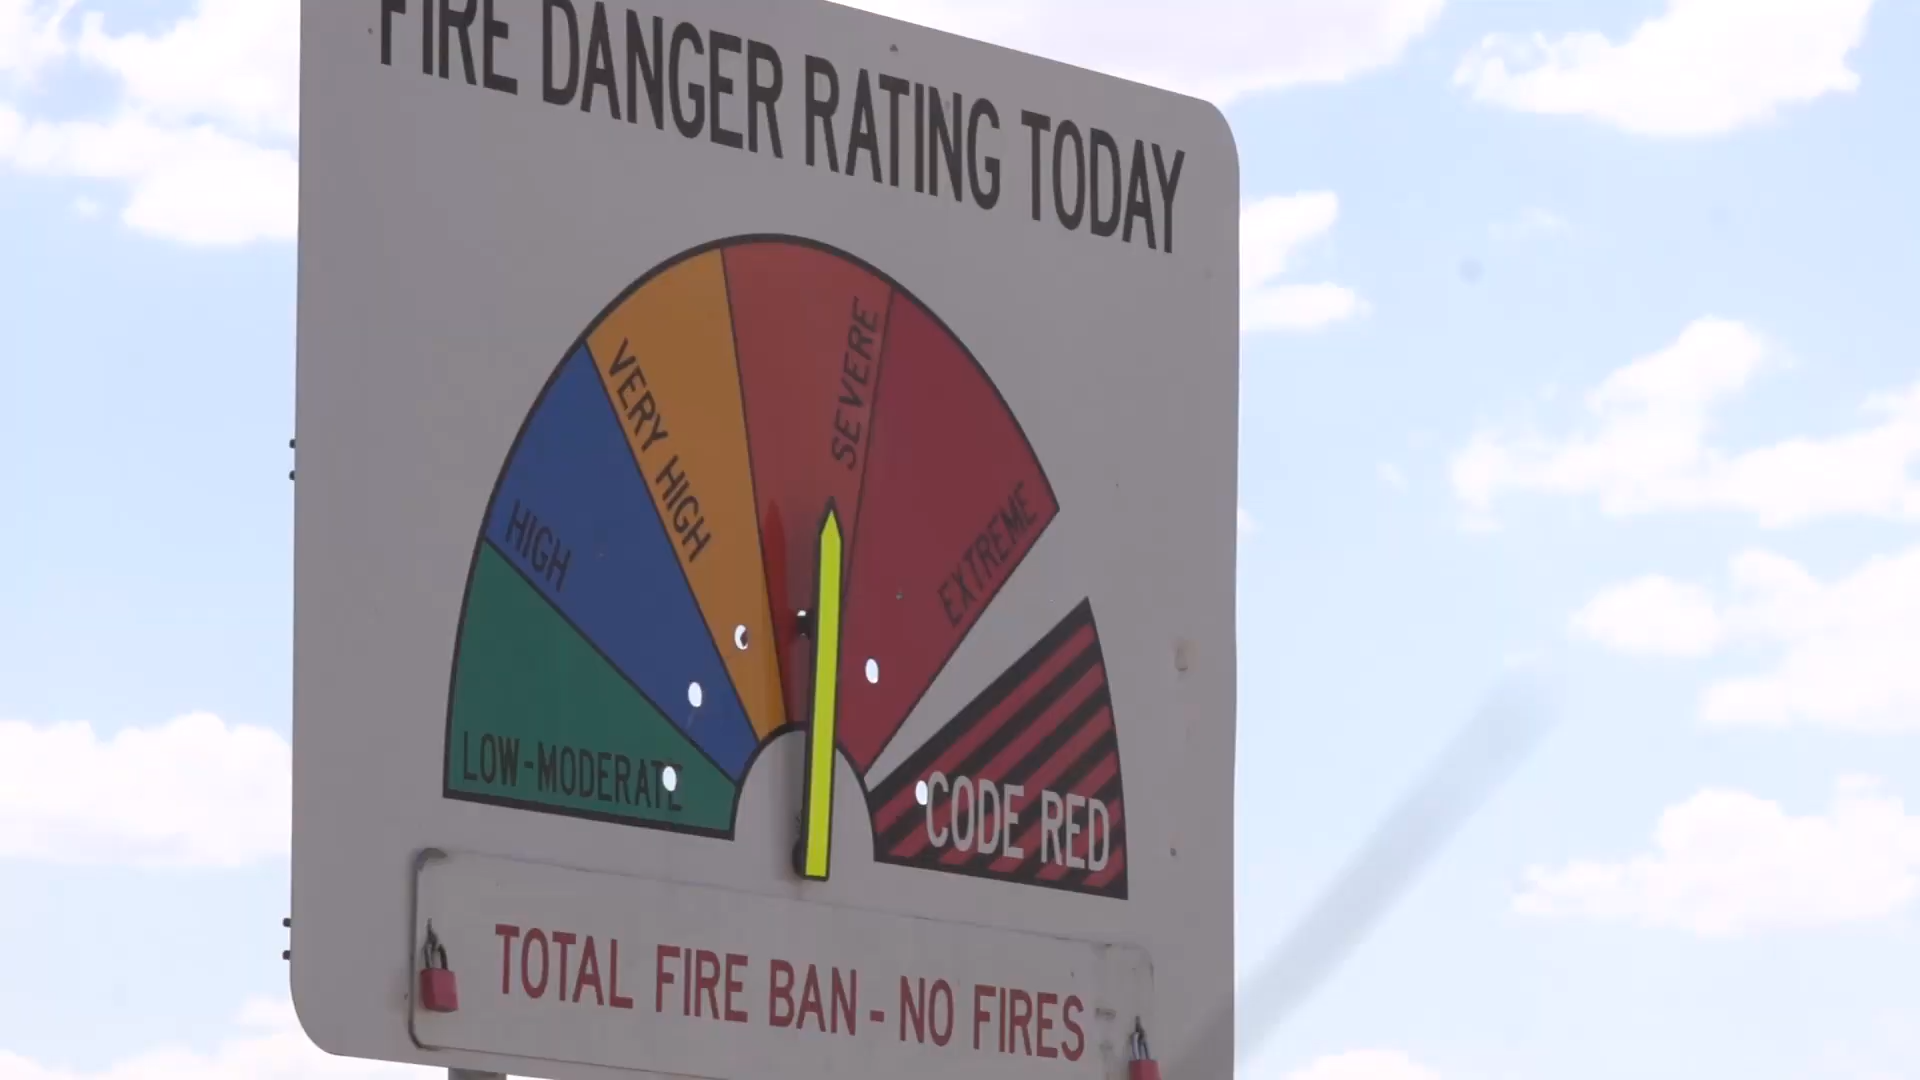 FIRE DANGER RATING TODAY
LOW-MODERATE
HIGH
VERY HIGH
SEVERE
EXTREME
CODE RED
TOTAL FIRE BAN - NO FIRES